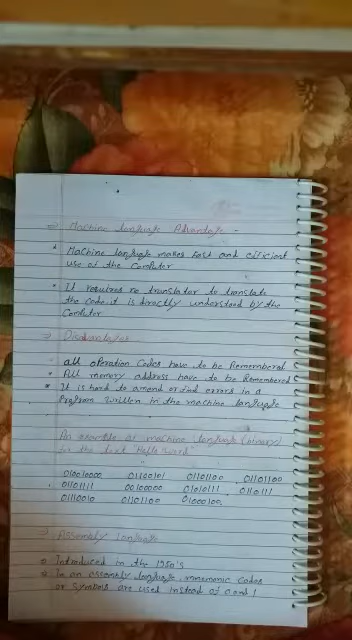 ⇒ Machine language Advantage -
* Machine language makes fast and efficient
use of the Computer
* It requires no translator to translate
the code. it is directly understood by the
Computer
⇒ Disadvantages
* all operation Codes have to be Remembered
* All memory address have to be Remembered
* It is hard to amend or find errors in a
Program written in the machine language
An example of machine language (binary)
for the text "Hello World"
01001000 01100101 01101100 01101100
01101111 00100000 01010111 0110111
01110010 01101100 01000100
⇒ Assembly language
Introduced in the 1950's
In an assembly language, mnemonic codes
or symbols are used instead of 0 and 1